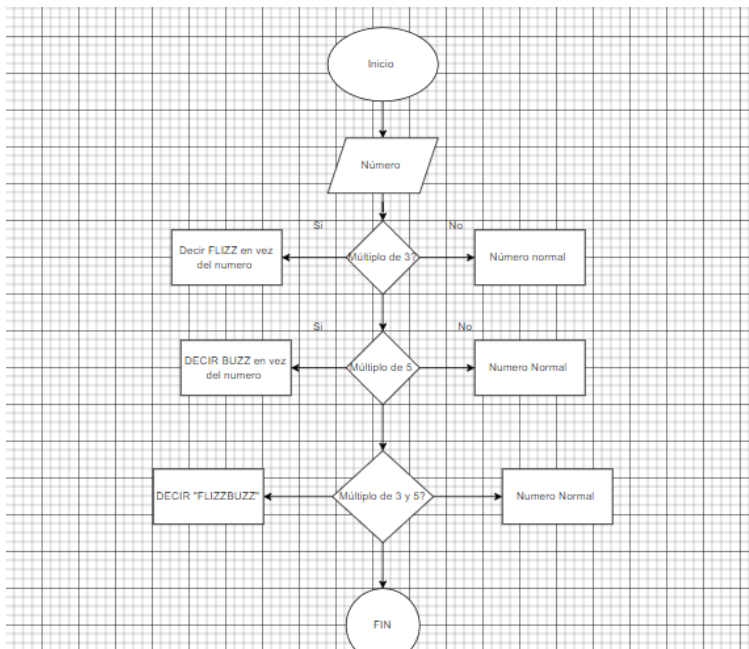 Inicio
Número
Si
No
Decir FLIZZ en vez
del numero
Múltiplo de 3?
Número normal
Si
No
DECIR BUZZ en vez
del numero
Múltiplo de 5
Numero Normal
DECIR "FLIZZBUZZ"
Múltiplo de 3 y 5?
Numero Normal
FIN